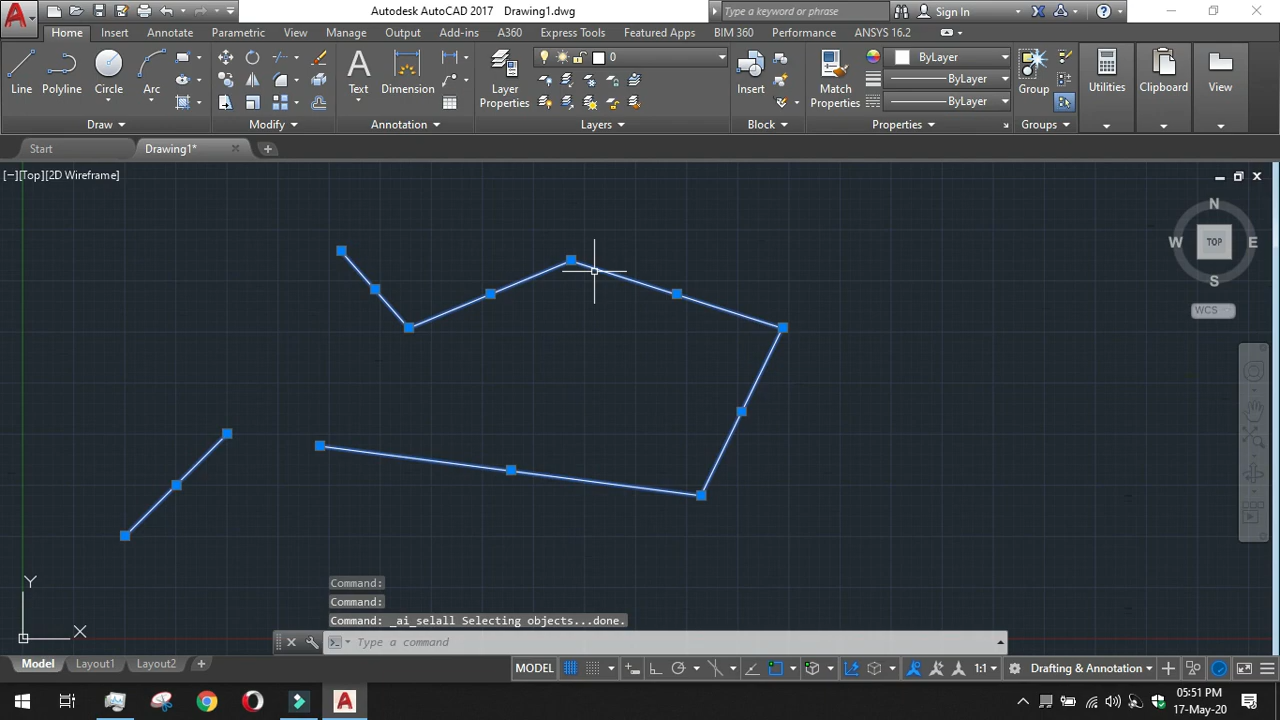 Autodesk AutoCAD 2017 Drawing1.dwg
Type a keyword or phrase
Sign In
Home Insert Annotate Parametric View Manage Output Add-ins A360 Express Tools Featured Apps BIM 360 Performance ANSYS 16.2
Line
Polyline
Circle
Arc
Draw
Modify
Text
Dimension
Annotation
Layer
Properties
0
Layers
Insert
Block
Match
Properties
ByLayer
ByLayer
ByLayer
Properties
Group
Groups
Utilities
Clipboard
View
Start
Drawing1*
[−][Top][2D Wireframe]
N
W TOP E
S
WCS
Y
X
Command:
Command:
Command: _ai_selall Selecting objects...done.
Type a command
Model Layout1 Layout2
MODEL
1:1
Drafting & Annotation
05:51 PM
17-May-20